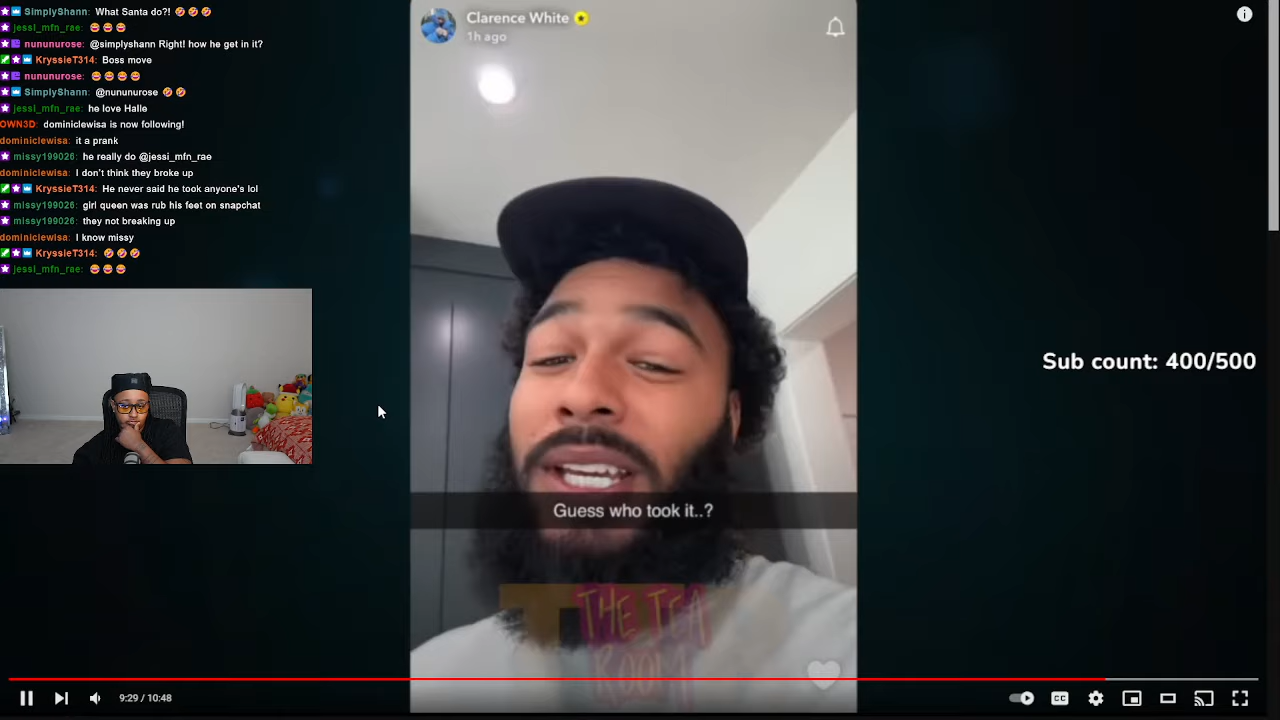 SimplyShann: What Santa do?! 🤣🤣🤣
jessi_mfn_rae: 😂😂😂
nununurose: @simplyshann Right! how he get in it?
KryssieT314: Boss move
nununurose: 😂😂😂😂
SimplyShann: @nununurose 🤣🤣
jessi_mfn_rae: he love Halle
OWN3D: dominiclewisa is now following!
dominiclewisa: it a prank
missy199026: he really do @jessi_mfn_rae
dominiclewisa: I don't think they broke up
KryssieT314: He never said he took anyone's lol
missy199026: girl queen was rub his feet on snapchat
missy199026: they not breaking up
dominiclewisa: I know missy
KryssieT314: 🤣🤣🤣
jessi_mfn_rae: 😂😂😂
Clarence White
1h ago
Sub count: 400/500
Guess who took it..?
THE TEA
ROOM
9:29 / 10:48
CC